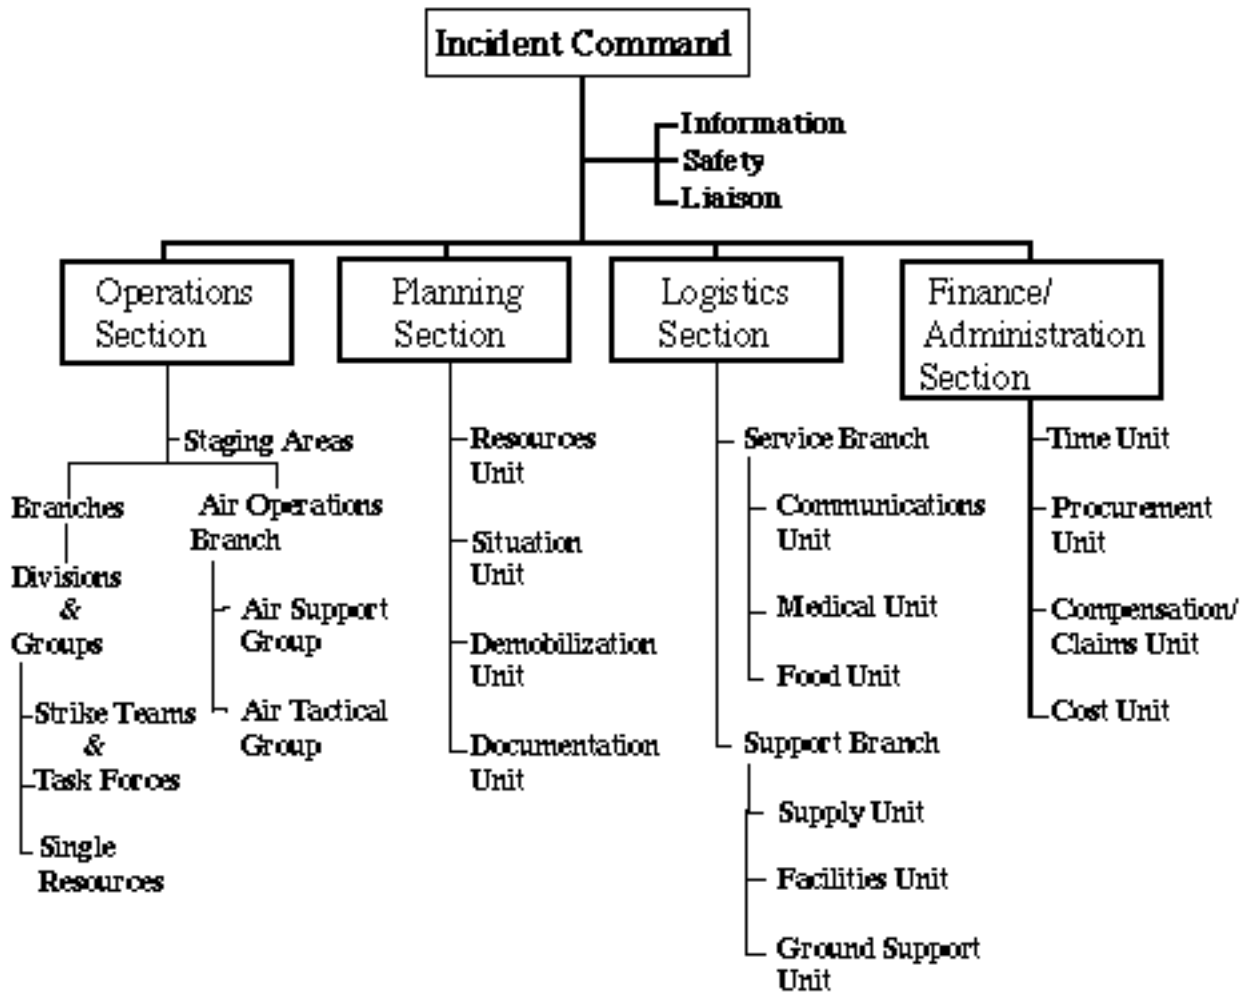 Incident Command
Information
Safety
Liaison
Operations
Section
Planning
Section
Logistics
Section
Finance/
Administration
Section
Staging Areas
Branches
Divisions
&
Groups
Strike Teams
&
Task Forces
Single
Resources
Air Operations
Branch
Air Support
Group
Air Tactical
Group
Resources
Unit
Situation
Unit
Demobilization
Unit
Documentation
Unit
Service Branch
Communications
Unit
Medical Unit
Food Unit
Support Branch
Supply Unit
Facilities Unit
Ground Support
Unit
Time Unit
Procurement
Unit
Compensation/
Claims Unit
Cost Unit